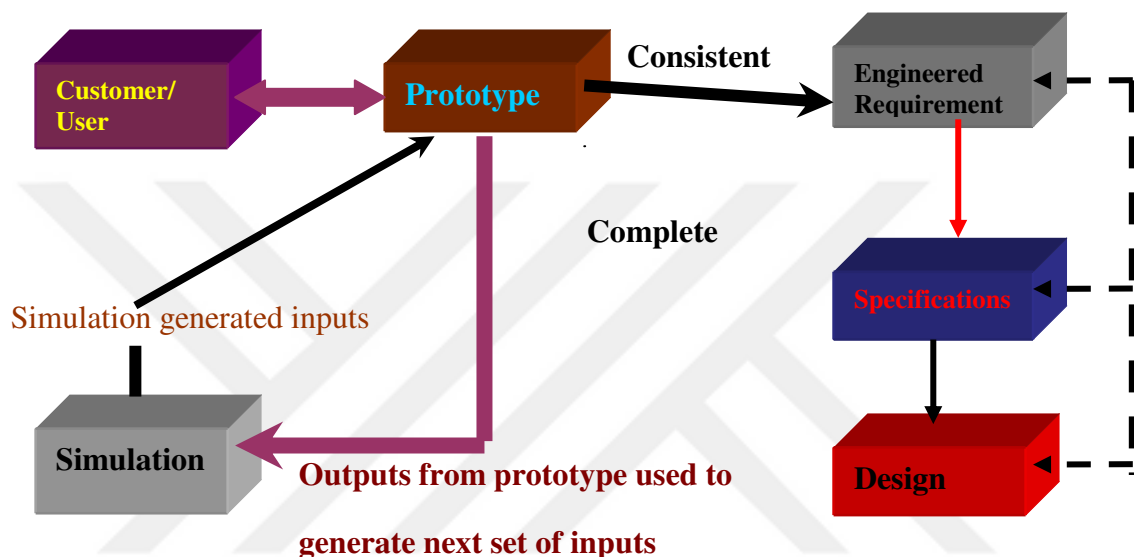 Customer/
User
Prototype
Consistent
Engineered
Requirement
Complete
Specifications
Simulation generated inputs
Simulation
Outputs from prototype used to
generate next set of inputs
Design